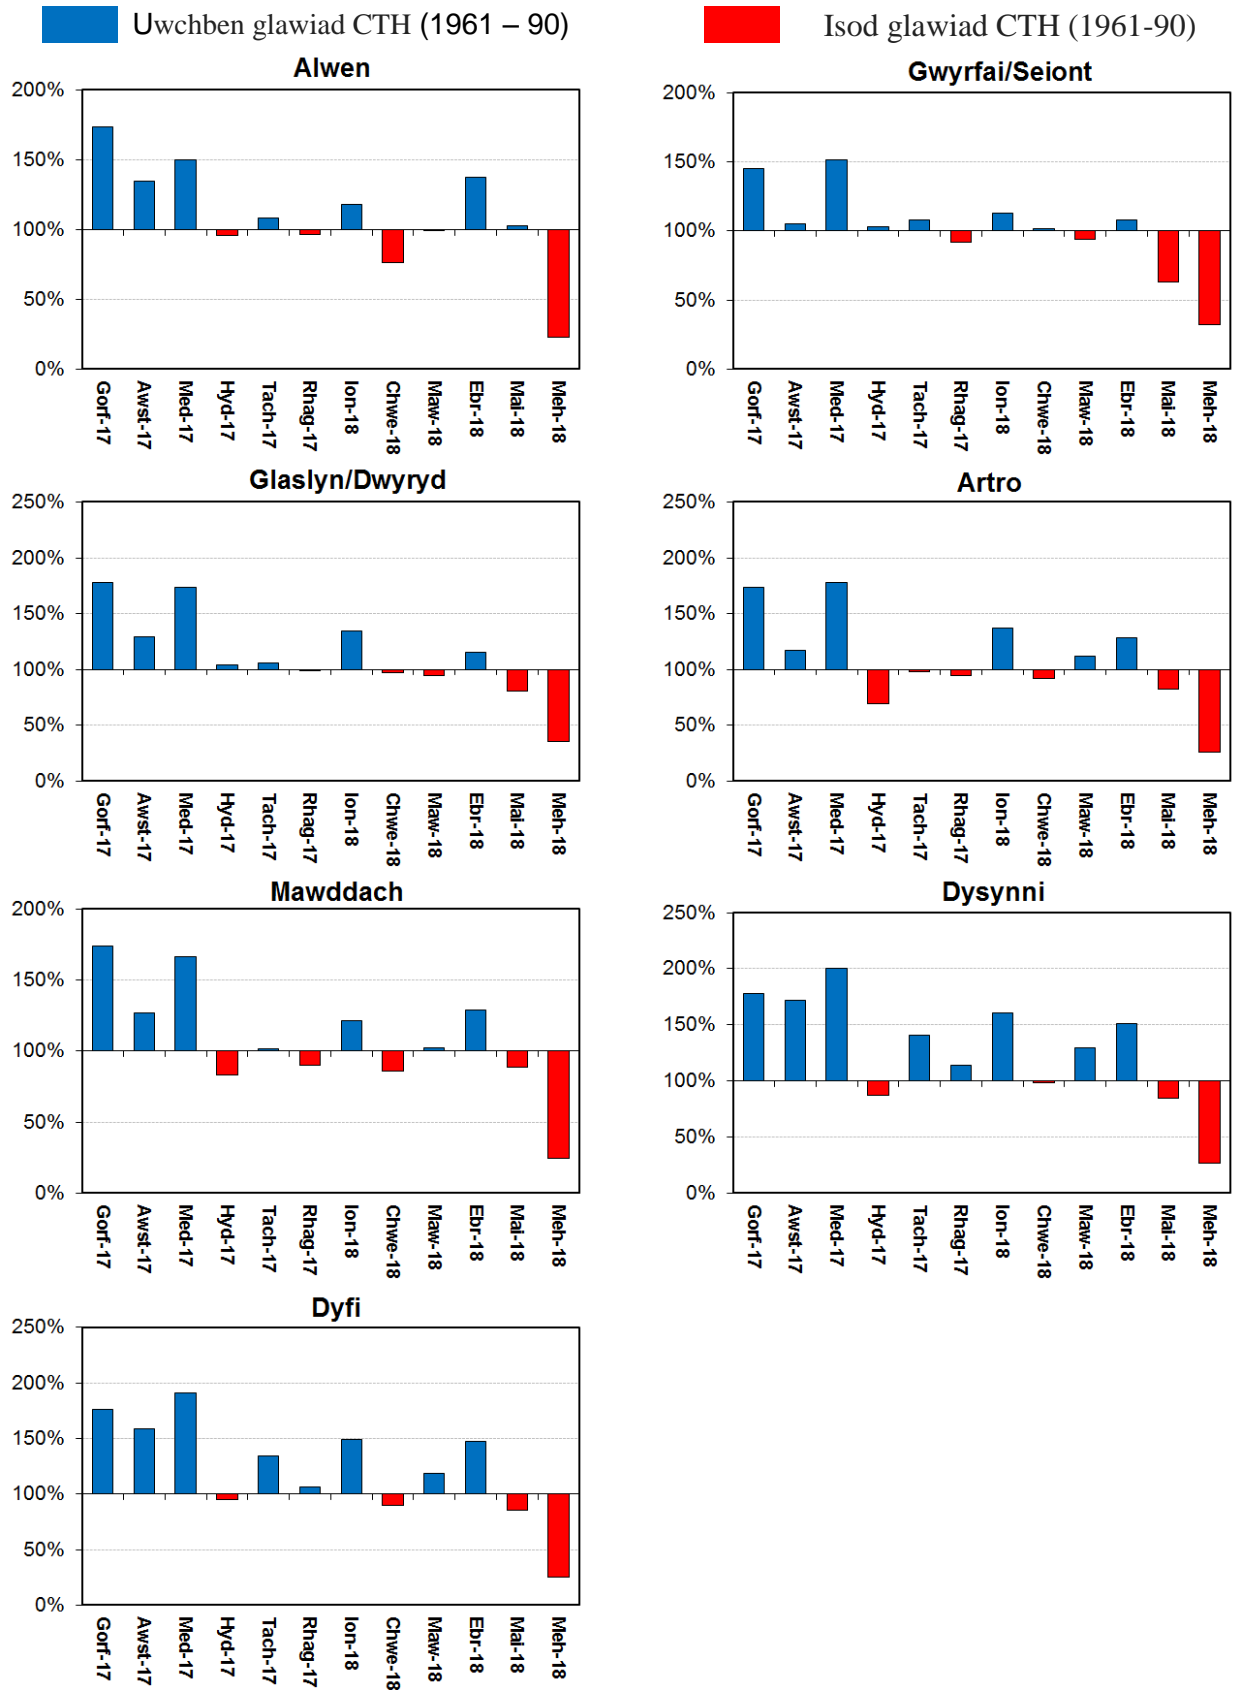 Uwchben glawiad CTH (1961 – 90)
Isod glawiad CTH (1961-90)
Alwen
200%
150%
100%
50%
0%
Gorf-17
Awst-17
Med-17
Hyd-17
Tach-17
Rhag-17
Ion-18
Chwe-18
Maw-18
Ebr-18
Mai-18
Meh-18
Gwyrfai/Seiont
200%
150%
100%
50%
0%
Gorf-17
Awst-17
Med-17
Hyd-17
Tach-17
Rhag-17
Ion-18
Chwe-18
Maw-18
Ebr-18
Mai-18
Meh-18
Glaslyn/Dwyryd
250%
200%
150%
100%
50%
0%
Gorf-17
Awst-17
Med-17
Hyd-17
Tach-17
Rhag-17
Ion-18
Chwe-18
Maw-18
Ebr-18
Mai-18
Meh-18
Artro
250%
200%
150%
100%
50%
0%
Gorf-17
Awst-17
Med-17
Hyd-17
Tach-17
Rhag-17
Ion-18
Chwe-18
Maw-18
Ebr-18
Mai-18
Meh-18
Mawddach
200%
150%
100%
50%
0%
Gorf-17
Awst-17
Med-17
Hyd-17
Tach-17
Rhag-17
Ion-18
Chwe-18
Maw-18
Ebr-18
Mai-18
Meh-18
Dysynni
250%
200%
150%
100%
50%
0%
Gorf-17
Awst-17
Med-17
Hyd-17
Tach-17
Rhag-17
Ion-18
Chwe-18
Maw-18
Ebr-18
Mai-18
Meh-18
Dyfi
250%
200%
150%
100%
50%
0%
Gorf-17
Awst-17
Med-17
Hyd-17
Tach-17
Rhag-17
Ion-18
Chwe-18
Maw-18
Ebr-18
Mai-18
Meh-18